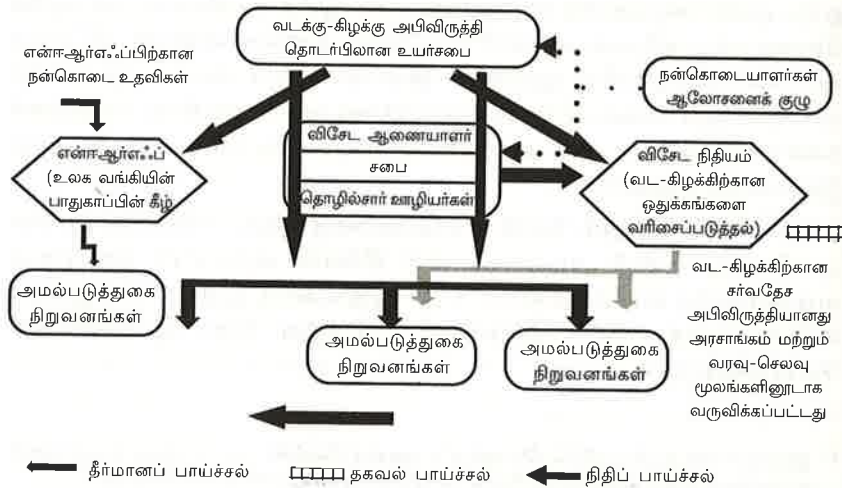 வடக்கு-கிழக்கு அபிவிருத்தி
தொடர்பிலான உயர்சபை
என்ஈஆர்எஃப்பிற்கான
நன்கொடை உதவிகள்
நன்கொடையாளர்கள்
ஆலோசனைக் குழு
விசேட ஆணையாளர்
சபை
தொழில்சார் ஊழியர்கள்
என்ஈஆர்எஃப்
(உலக வங்கியின்
பாதுகாப்பின் கீழ்
விசேட நிதியம்
(வட-கிழக்கிற்கான
ஒதுக்கங்களை
வரிசைப்படுத்தல்)
அமல்படுத்துகை
நிறுவனங்கள்
அமல்படுத்துகை
நிறுவனங்கள்
அமல்படுத்துகை
நிறுவனங்கள்
வட-கிழக்கிற்கான
சர்வதேச
அபிவிருத்தியானது
அரசாங்கம் மற்றும்
வரவு-செலவு
மூலங்களினூடாக
வருவிக்கப்பட்டது
தீர்மானப் பாய்ச்சல்
தகவல் பாய்ச்சல்
நிதிப் பாய்ச்சல்